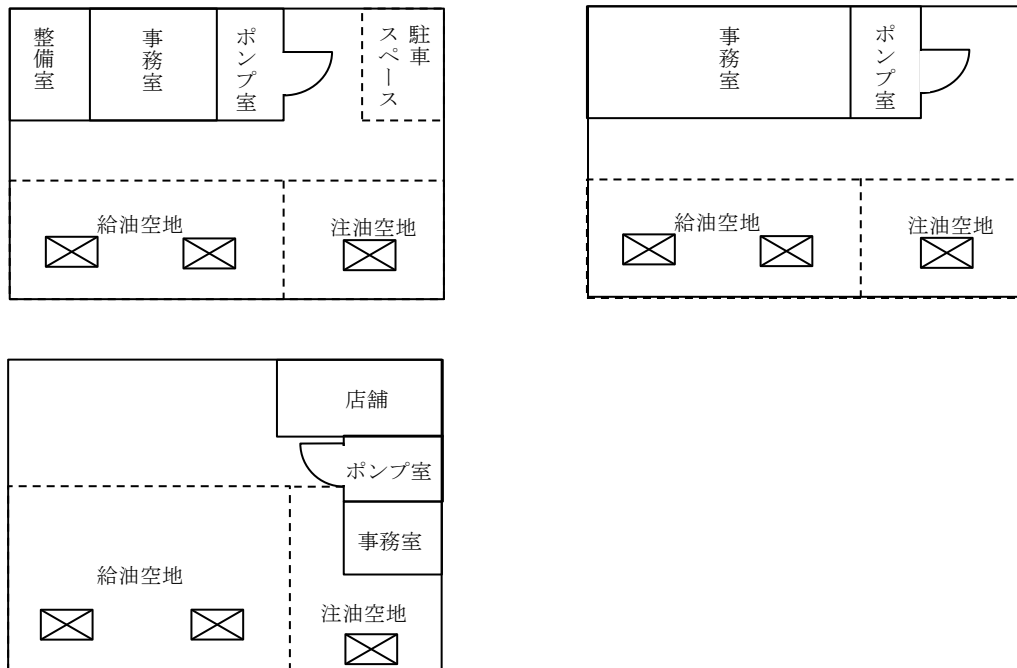 整備室
事務室
ポンプ室
駐車
スペース
給油空地
注油空地
事務室
ポンプ室
給油空地
注油空地
店舗
ポンプ室
事務室
給油空地
注油空地